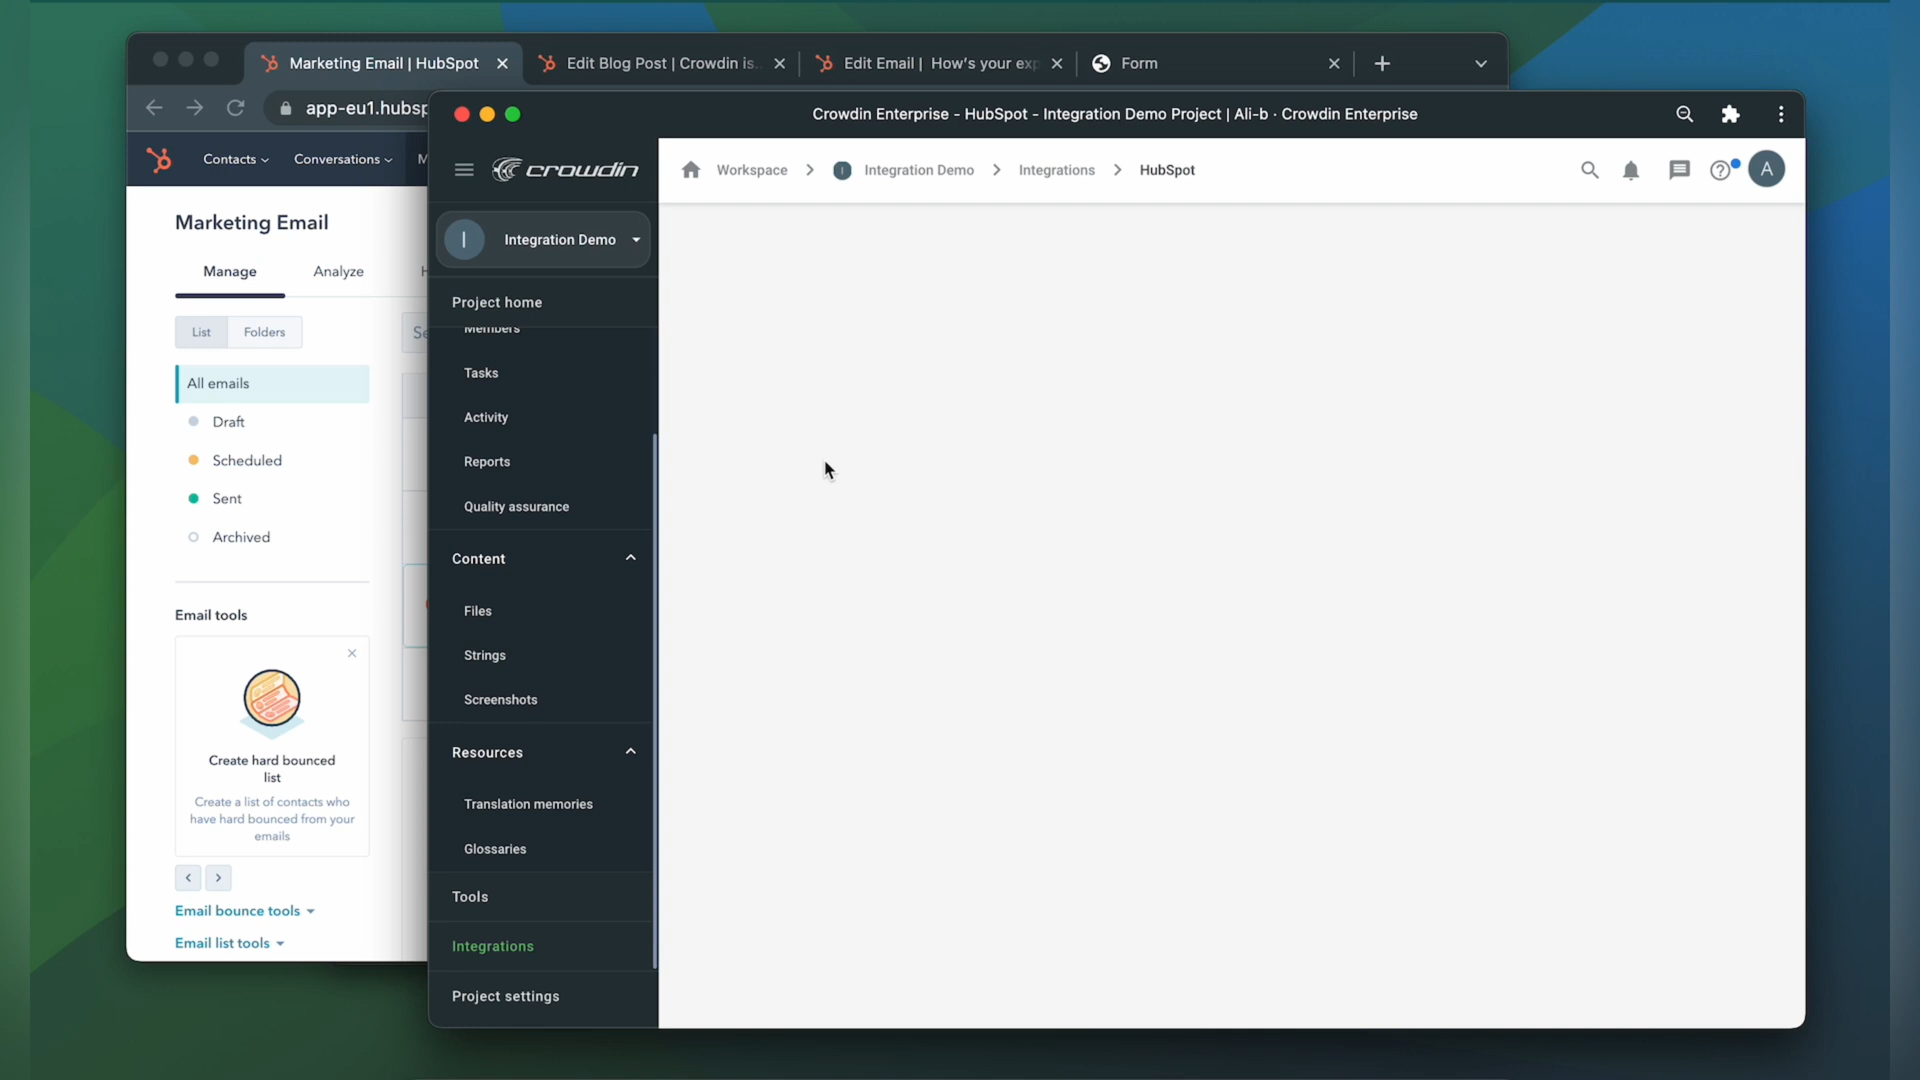 Marketing Email | HubSpot
Edit Blog Post | Crowdin is
Edit Email | How's your exp
Form
app-eu1.hubsp
Contacts
Conversations
M
Marketing Email
Manage
Analyze
H
List
Folders
Se
All emails
Draft
Scheduled
Sent
Archived
Email tools
Create hard bounced
list
Create a list of contacts who
have hard bounced from your
emails
Email bounce tools
Email list tools
Crowdin Enterprise - HubSpot - Integration Demo Project | Ali-b · Crowdin Enterprise
crowdin
Workspace
I
Integration Demo
Integrations
HubSpot
A
I
Integration Demo
Project home
Members
Tasks
Activity
Reports
Quality assurance
Content
Files
Strings
Screenshots
Resources
Translation memories
Glossaries
Tools
Integrations
Project settings